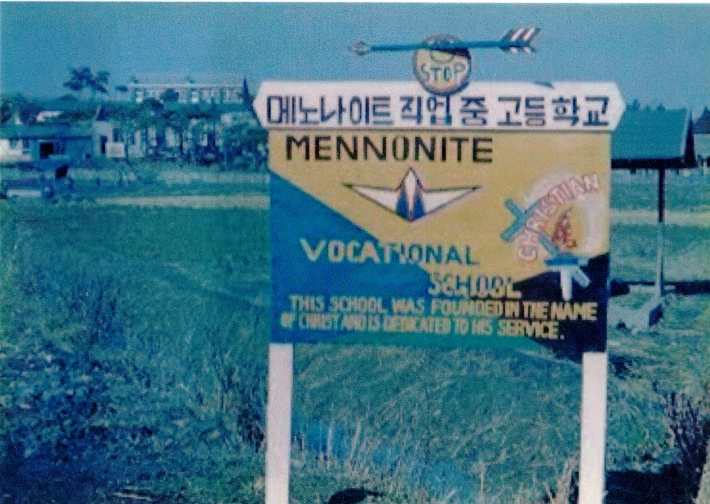 STOP
메노나이트 직업 중 고등 학교
MENNONITE
CHRISTIAN
VOCATIONAL
SCHOOL
THIS SCHOOL WAS FOUNDED IN THE NAME
OF CHRIST AND IS DEDICATED TO HIS SERVICE.